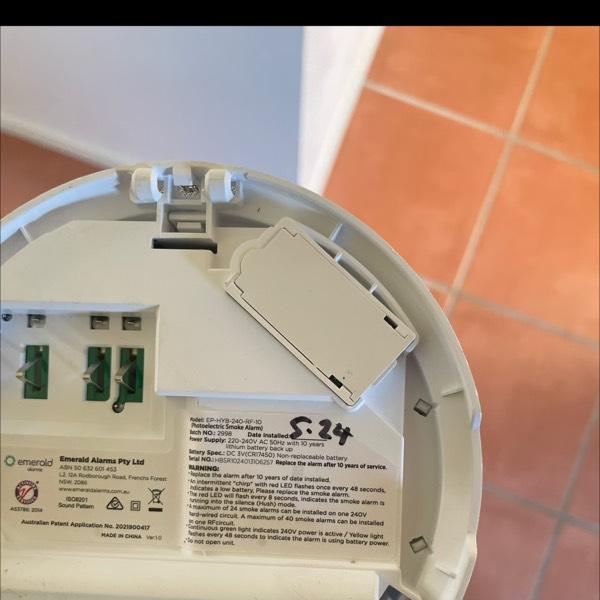 Model: EP-HYB-240-RF-10
(Photoelectric Smoke Alarm)
Batch NO.: 2998 Date Installed: 5.24
Power Supply: 220-240V AC 50Hz with 10 years
lithium battery back up
Battery Spec.: DC 3V(CR17450) Non-replaceable battery
Serial NO.: Replace the alarm after 10 years of service.
WARNING:
Replace the alarm after 10 years of date installed.
An intermittent "chirp" with red LED flashes once every 48 seconds,
indicates a low battery, Please replace smoke alarm.
The red LED will flash every 8 seconds, indicates the smoke alarm is
running into the silence (Hush) mode.
A maximum of 24 smoke alarms can be installed on one 240V
hard-wired circuit. A maximum of 40 smoke alarms can be installed
on one RFcircuit.
Continuous green light indicates 240V power is active / Yellow light
flashes every 48 seconds to indicate the alarm is using battery power.
Do not open unit.
emerald
alarms
Emerald Alarms Pty Ltd
ABN 50 632 601 453
L2, 12A Rodborough Road, Frenchs Forest
NSW, 2086
www.emeraldalarms.com.au
ISO8201
Sound Pattern
AS3786: 2014
Australian Patent Application No. 2021900417
MADE IN CHINA Ver:1.0